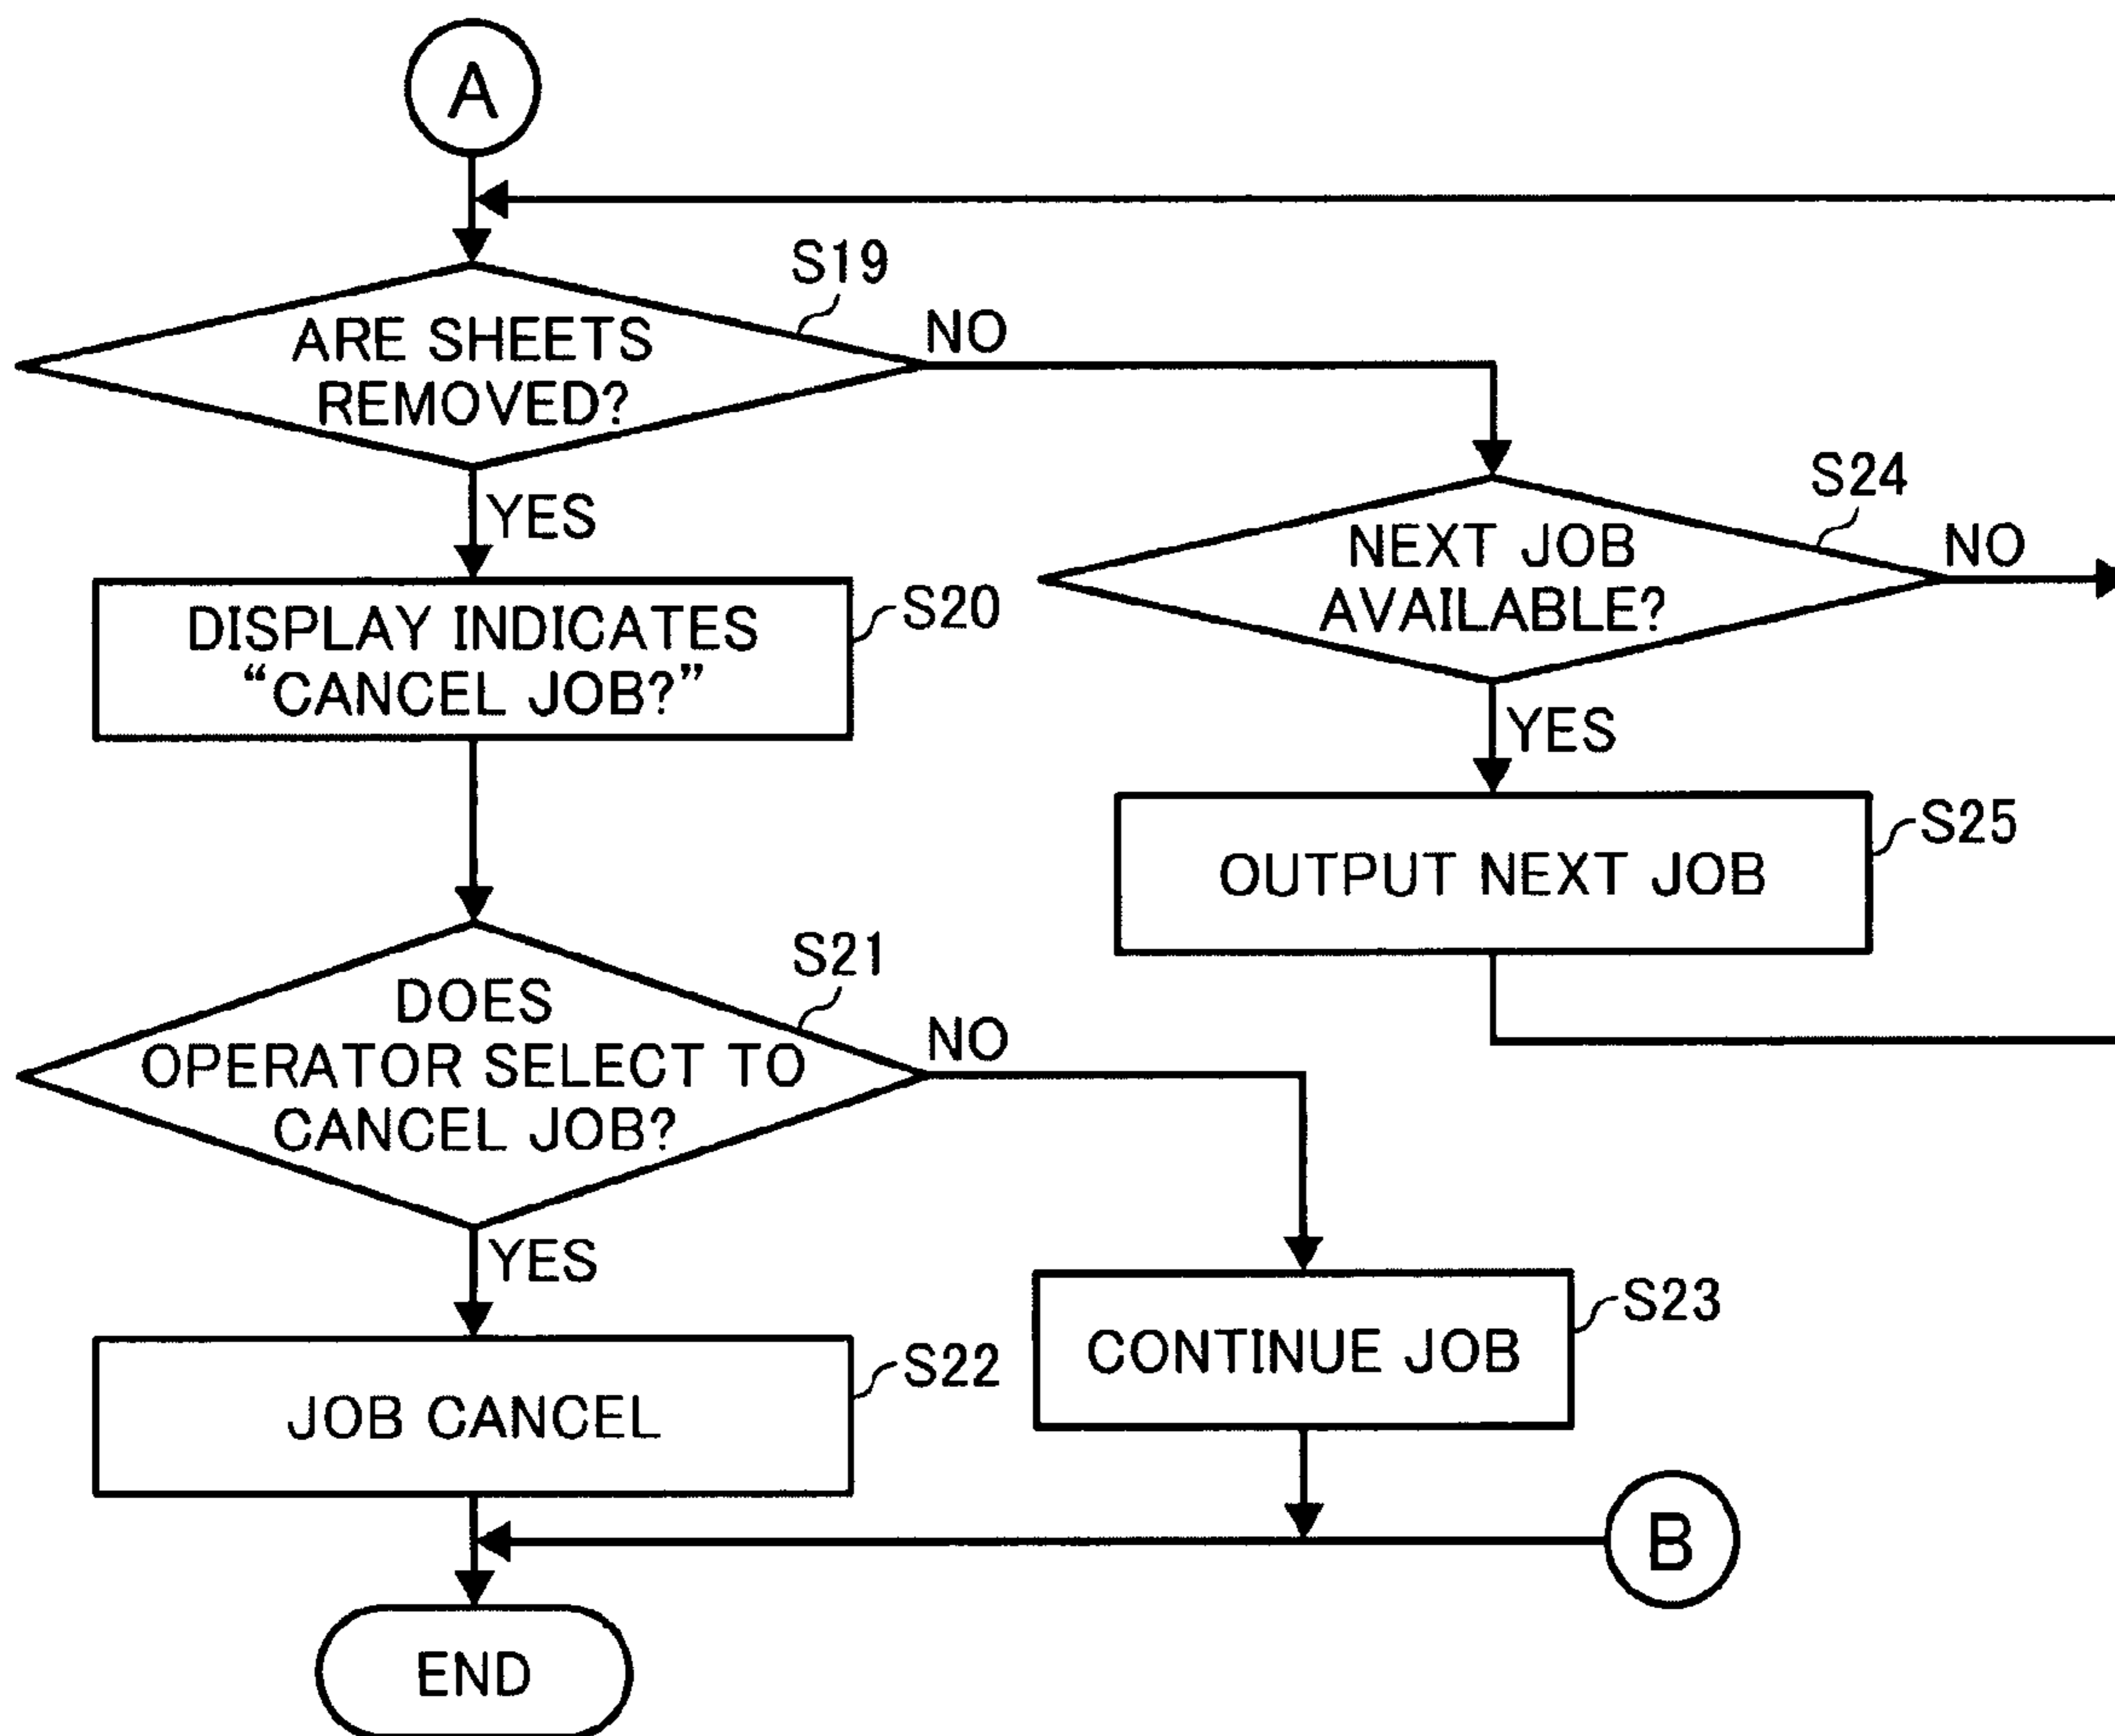 A
S19
ARE SHEETS
REMOVED?
NO
YES
S24
NEXT JOB
AVAILABLE?
NO
YES
S20
DISPLAY INDICATES
“CANCEL JOB?”
S25
OUTPUT NEXT JOB
S21
DOES
OPERATOR SELECT TO
CANCEL JOB?
NO
YES
S23
CONTINUE JOB
S22
JOB CANCEL
B
END